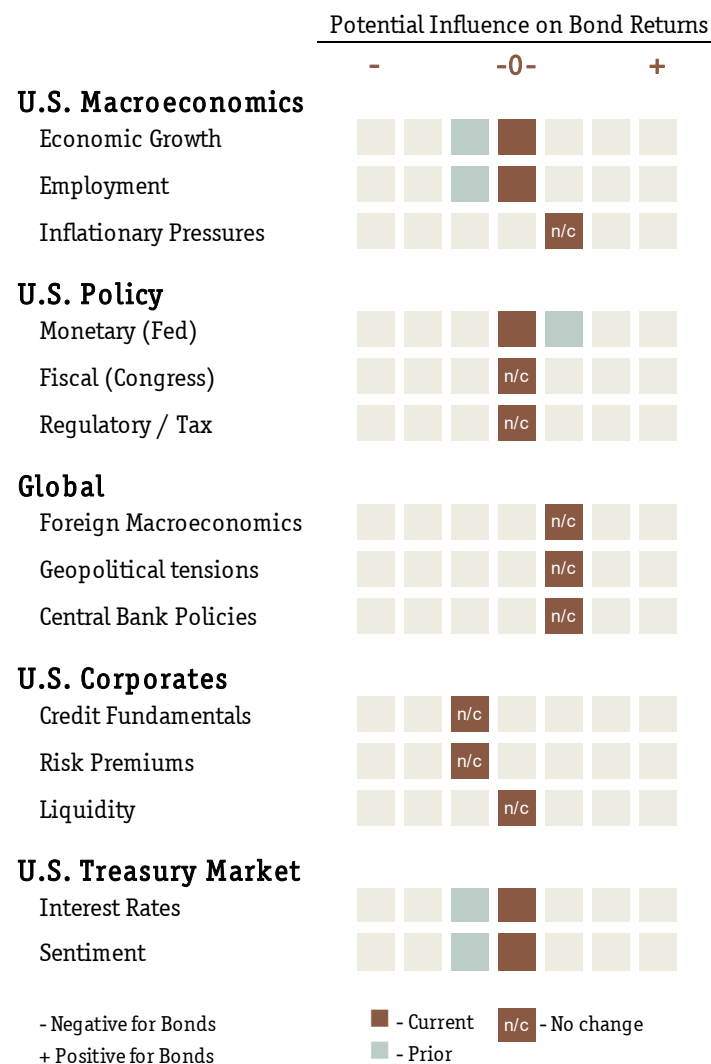 Potential Influence on Bond Returns
- -0- +
U.S. Macroeconomics
Economic Growth
Employment
Inflationary Pressures n/c
U.S. Policy
Monetary (Fed)
Fiscal (Congress) n/c
Regulatory / Tax n/c
Global
Foreign Macroeconomics n/c
Geopolitical tensions n/c
Central Bank Policies n/c
U.S. Corporates
Credit Fundamentals n/c
Risk Premiums n/c
Liquidity n/c
U.S. Treasury Market
Interest Rates
Sentiment
- Negative for Bonds - Current n/c - No change
+ Positive for Bonds - Prior